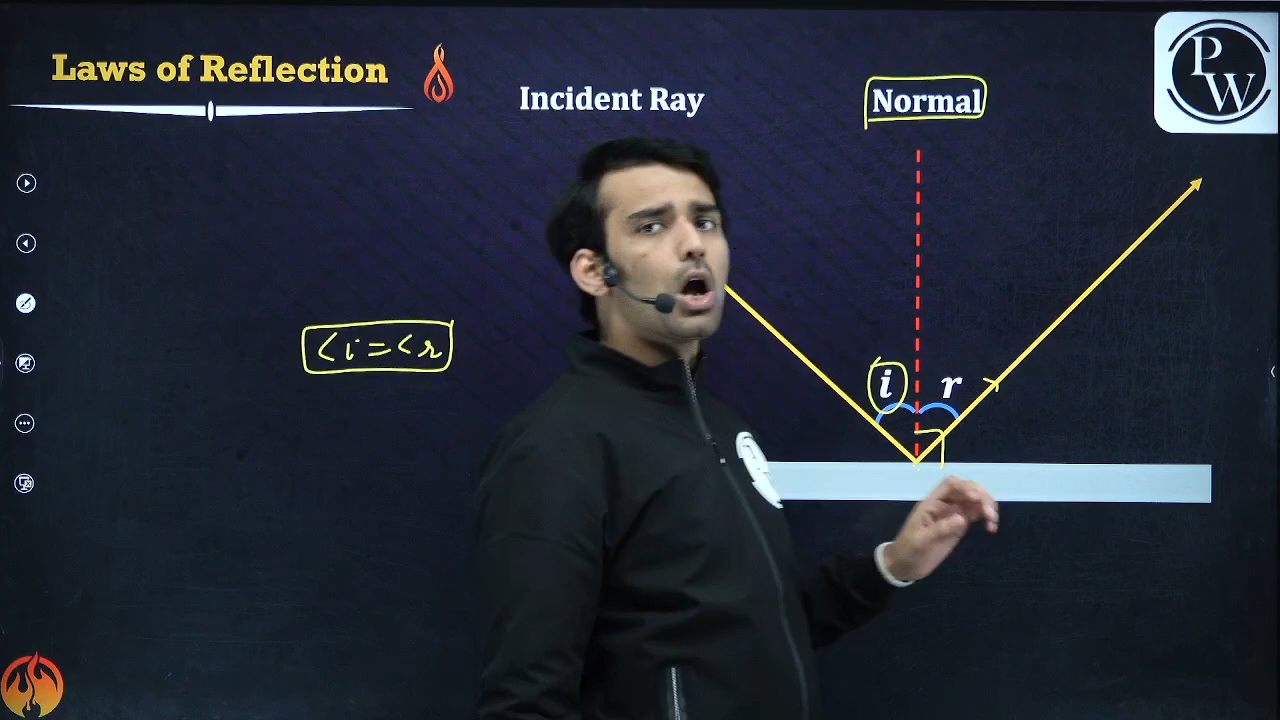 Laws of Reflection
Incident Ray
Normal
PW
<i = <r
i
r